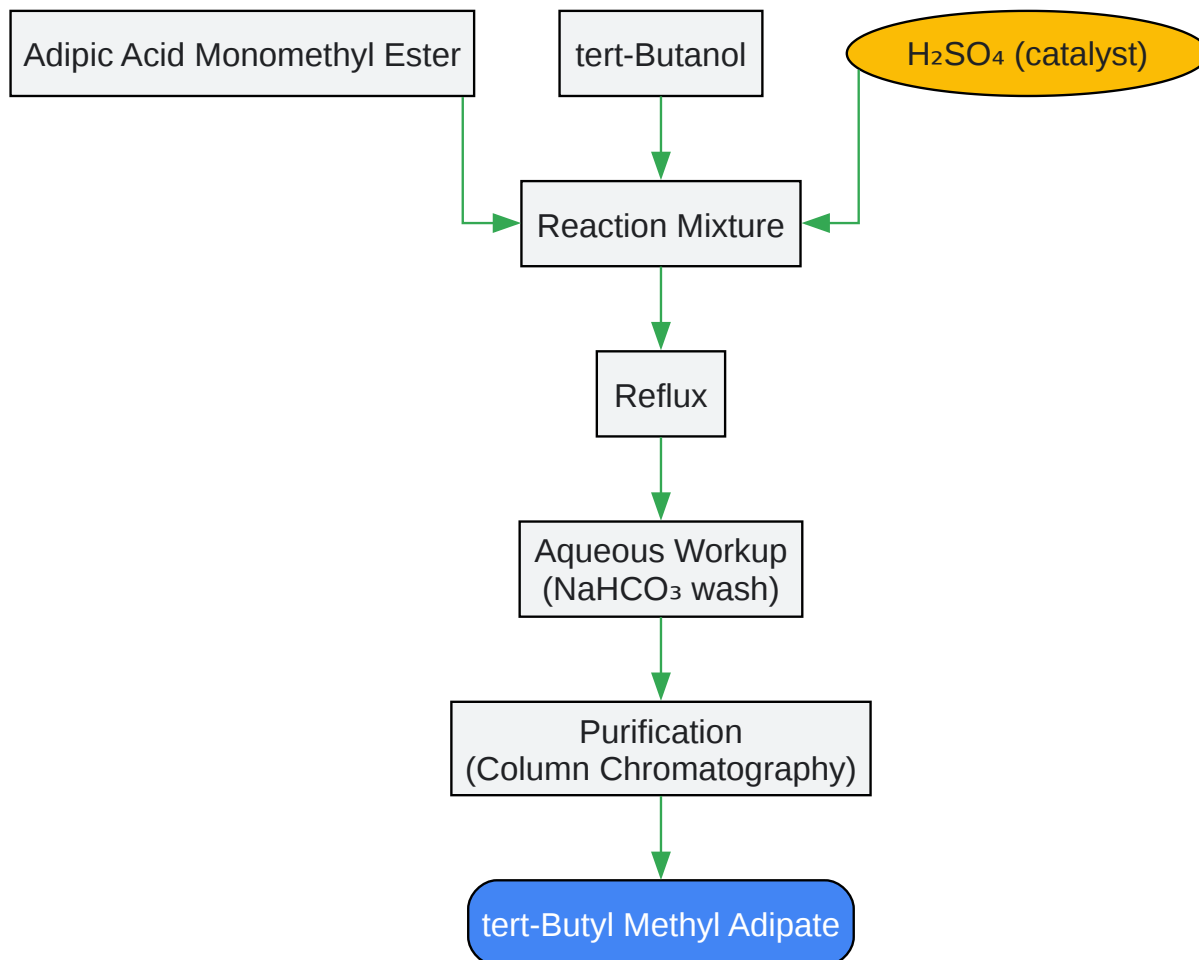 Adipic Acid Monomethyl Ester
tert-Butanol
H₂SO₄ (catalyst)
Reaction Mixture
Reflux
Aqueous Workup
(NaHCO₃ wash)
Purification
(Column Chromatography)
tert-Butyl Methyl Adipate